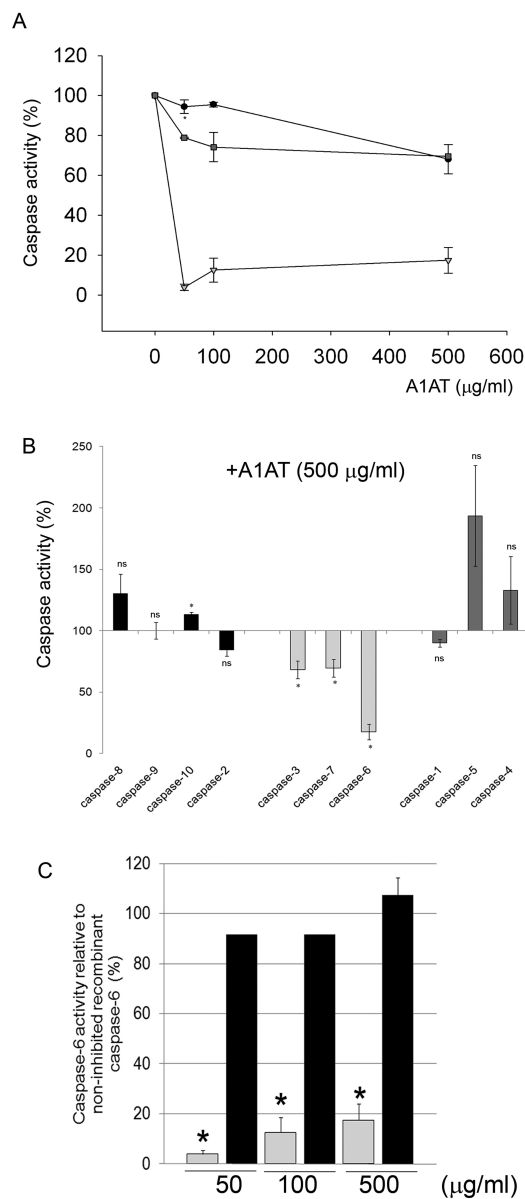 A
Caspase activity (%)
120
100
80
60
40
20
0
0 100 200 300 400 500 600
*
A1AT (µg/ml)
B
+A1AT (500 µg/ml)
Caspase activity (%)
250
200
150
100
50
0
ns ns * ns * * * ns ns ns
caspase-8 caspase-9 caspase-10 caspase-2 caspase-3 caspase-7 caspase-6 caspase-1 caspase-5 caspase-4
C
Caspase-6 activity relative to
non-inhibited recombinant
caspase-6 (%)
120
100
80
60
40
20
0
* * *
50 100 500 (µg/ml)